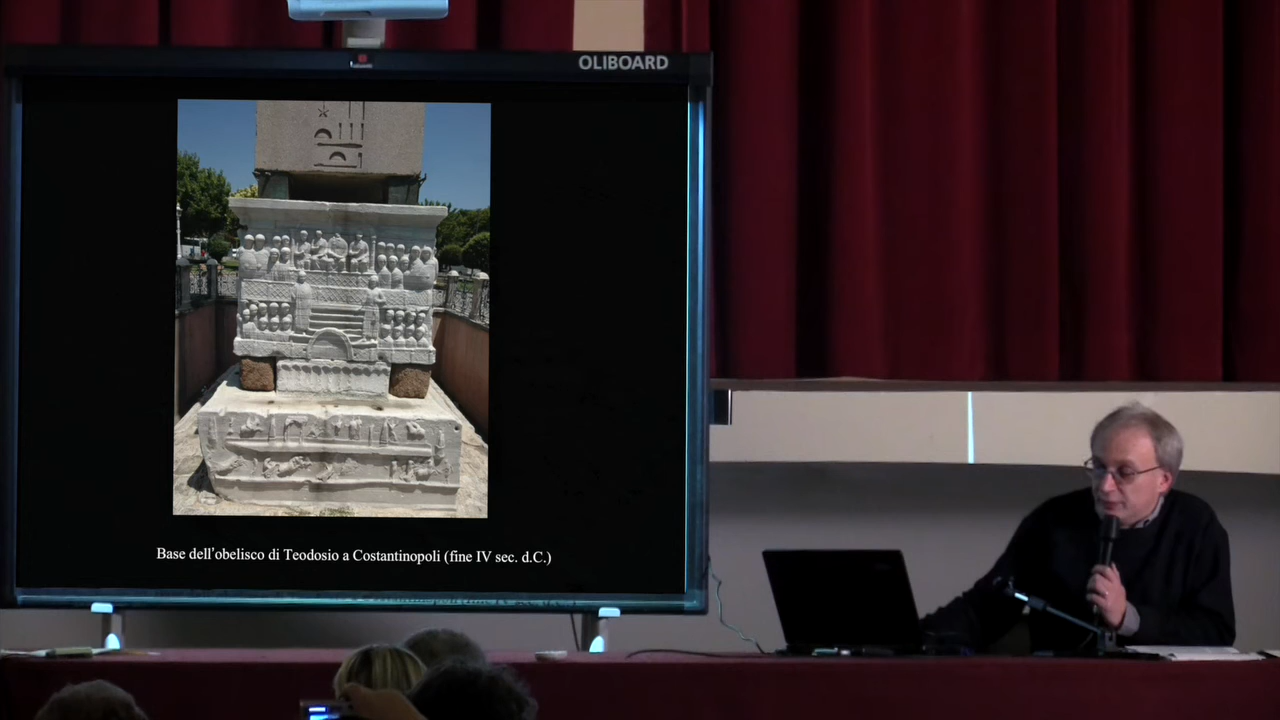 OLIBOARD
Base dell'obelisco di Teodosio a Costantinopoli (fine IV sec. d.C.)